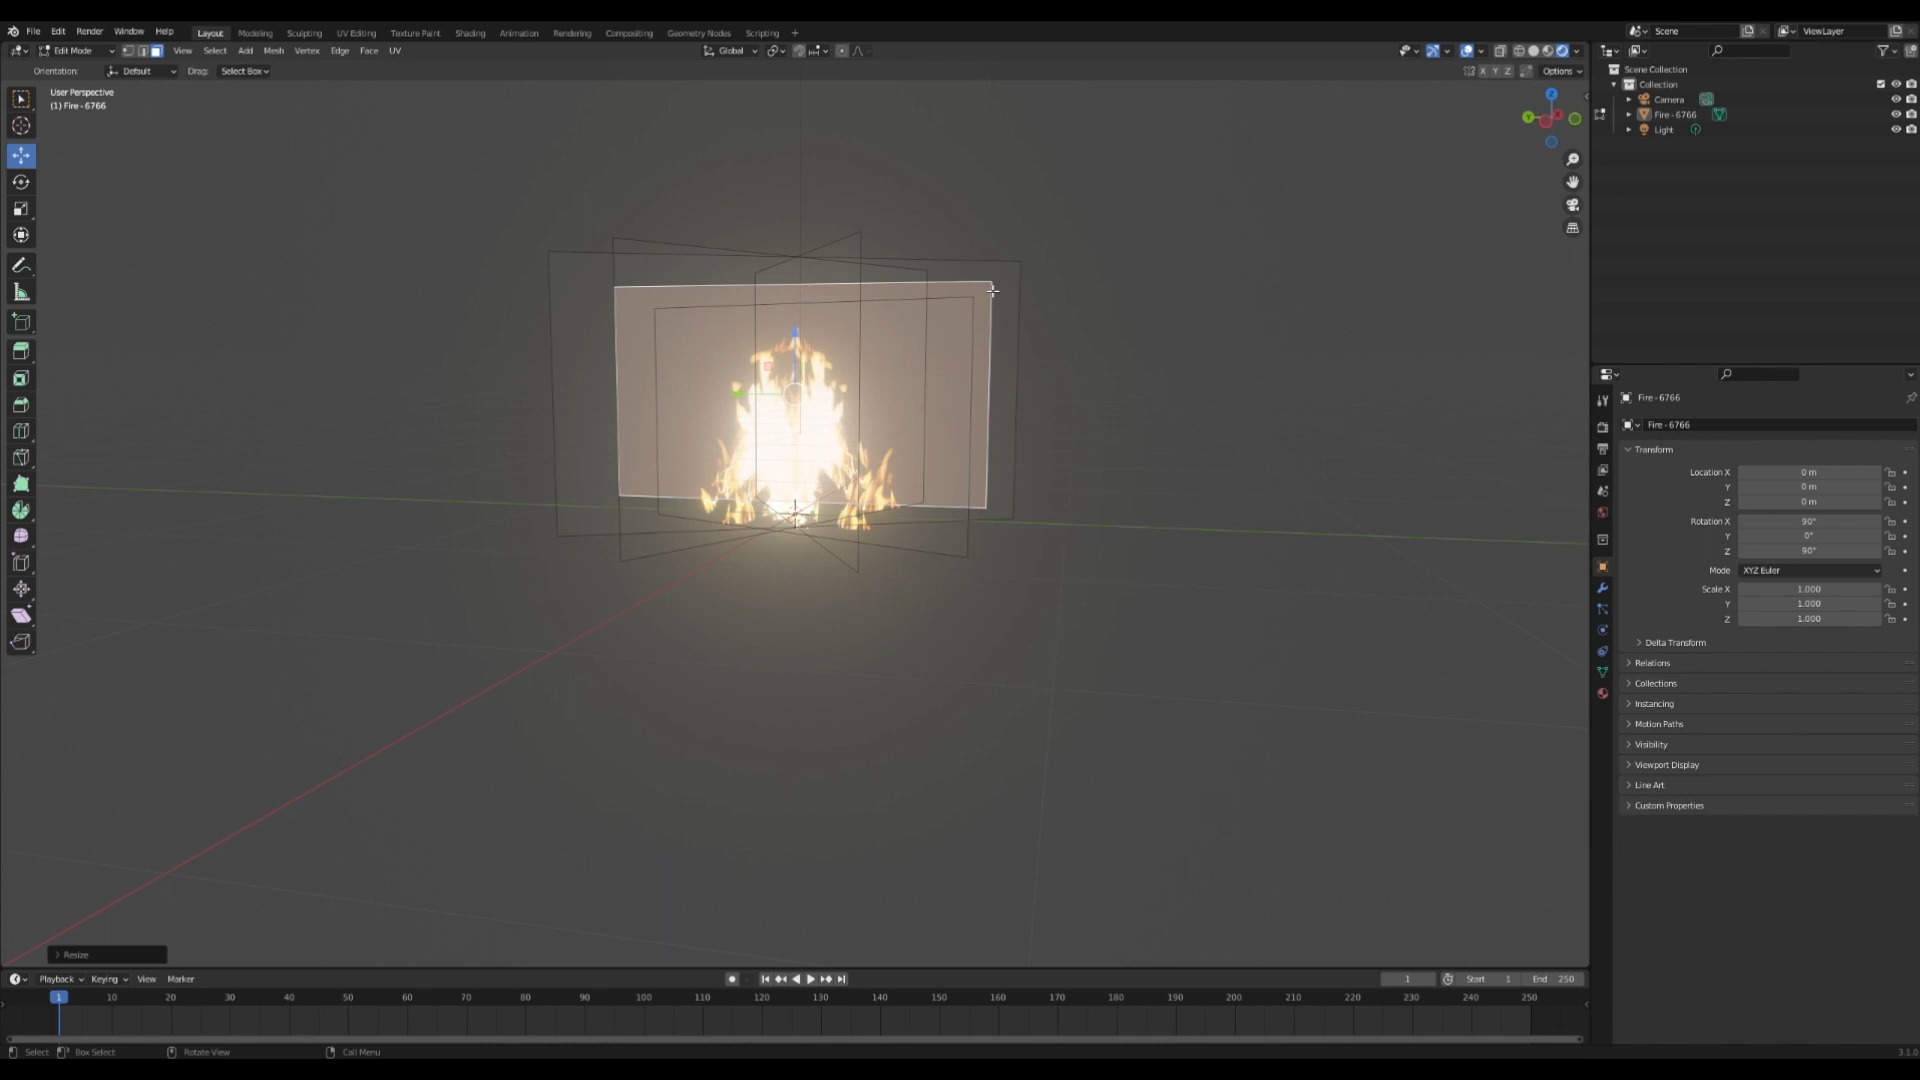 File Edit Render Window Help Layout Modeling Sculpting UV Editing Texture Paint Shading Animation Rendering Compositing Geometry Nodes Scripting + Scene ViewLayer
Edit Mode View Select Add Mesh Vertex Edge Face UV Global
Orientation: Default Drag: Select Box X Y Z Options
User Perspective
(1) Fire - 6766
Z
Y
X
Scene Collection
Collection
Camera
Fire - 6766
Light
Fire - 6766
Fire - 6766
Transform
Location X 0 m
Y 0 m
Z 0 m
Rotation X 90°
Y 0°
Z 90°
Mode XYZ Euler
Scale X 1.000
Y 1.000
Z 1.000
Delta Transform
Relations
Collections
Instancing
Motion Paths
Visibility
Viewport Display
Line Art
Custom Properties
Resize
Playback Keying View Marker 1 Start 1 End 250
1 10 20 30 40 50 60 70 80 90 100 110 120 130 140 150 160 170 180 190 200 210 220 230 240 250
Select Box Select Rotate View Call Menu 3.1.0